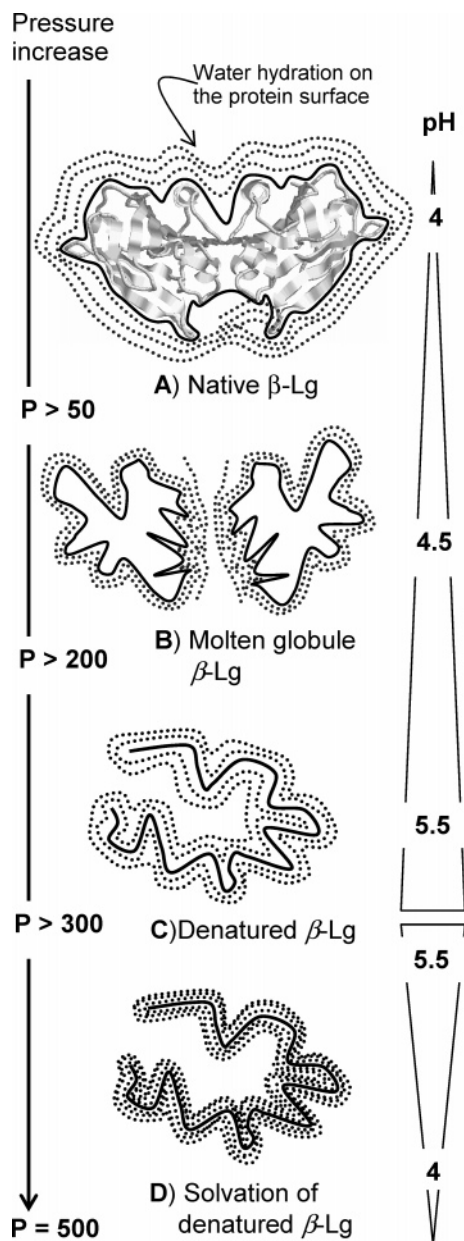 Pressure
increase
Water hydration on
the protein surface
pH
4
A) Native β-Lg
P > 50
4.5
B) Molten globule
β-Lg
P > 200
5.5
C)Denatured β-Lg
P > 300
5.5
4
D) Solvation of
denatured β-Lg
P = 500